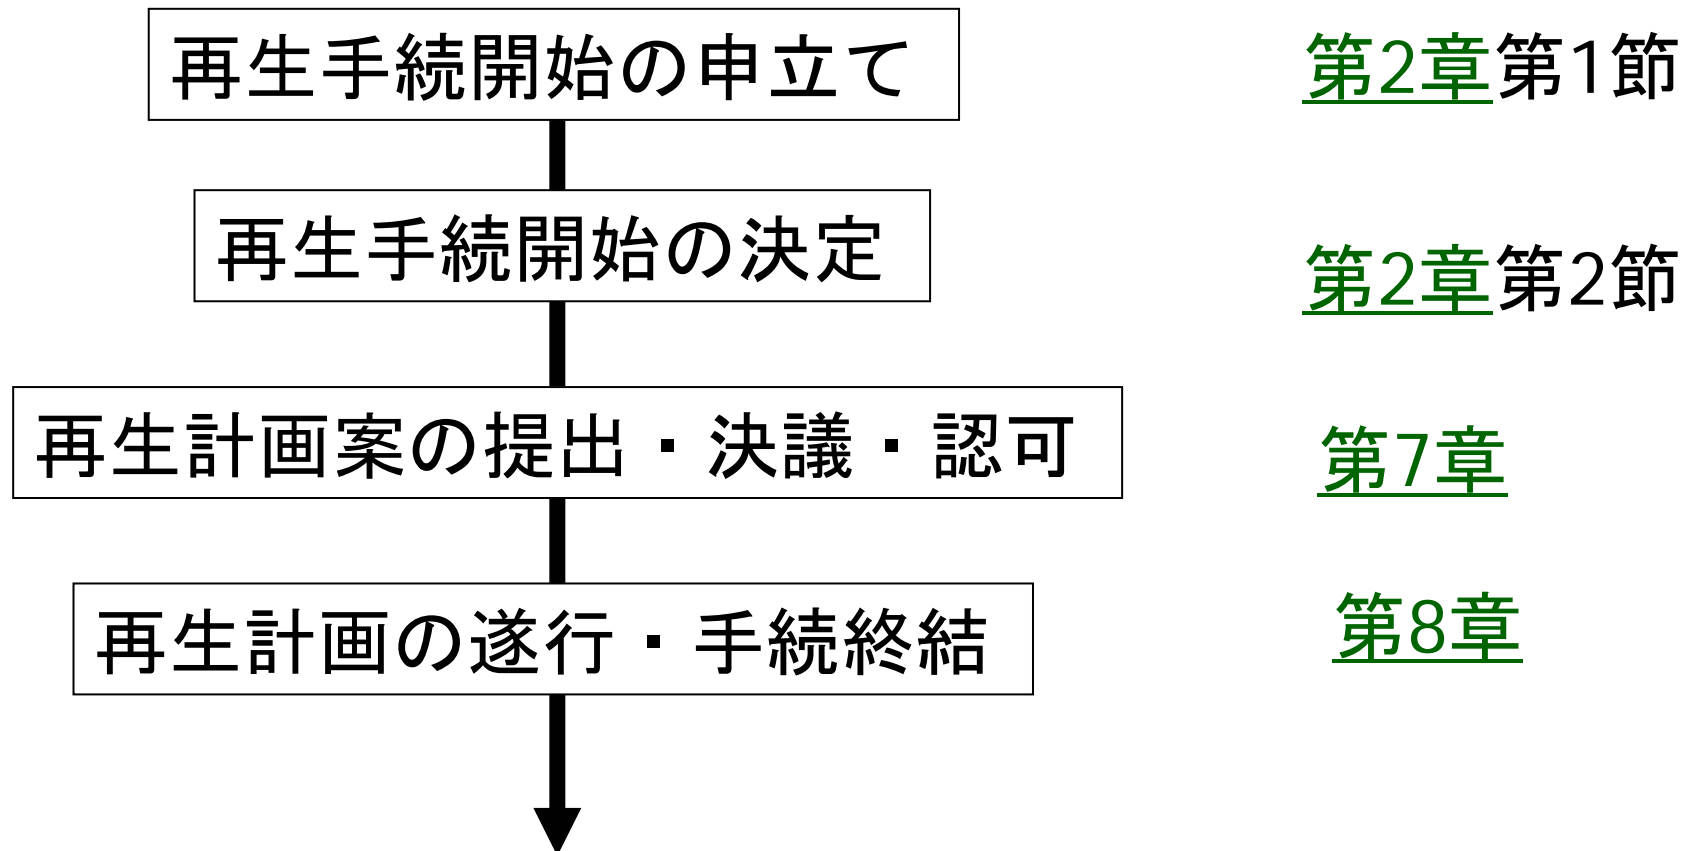 再生手続開始の申立て
第2章第1節
再生手続開始の決定
第2章第2節
再生計画案の提出・決議・認可
第7章
再生計画の遂行・手続終結
第8章